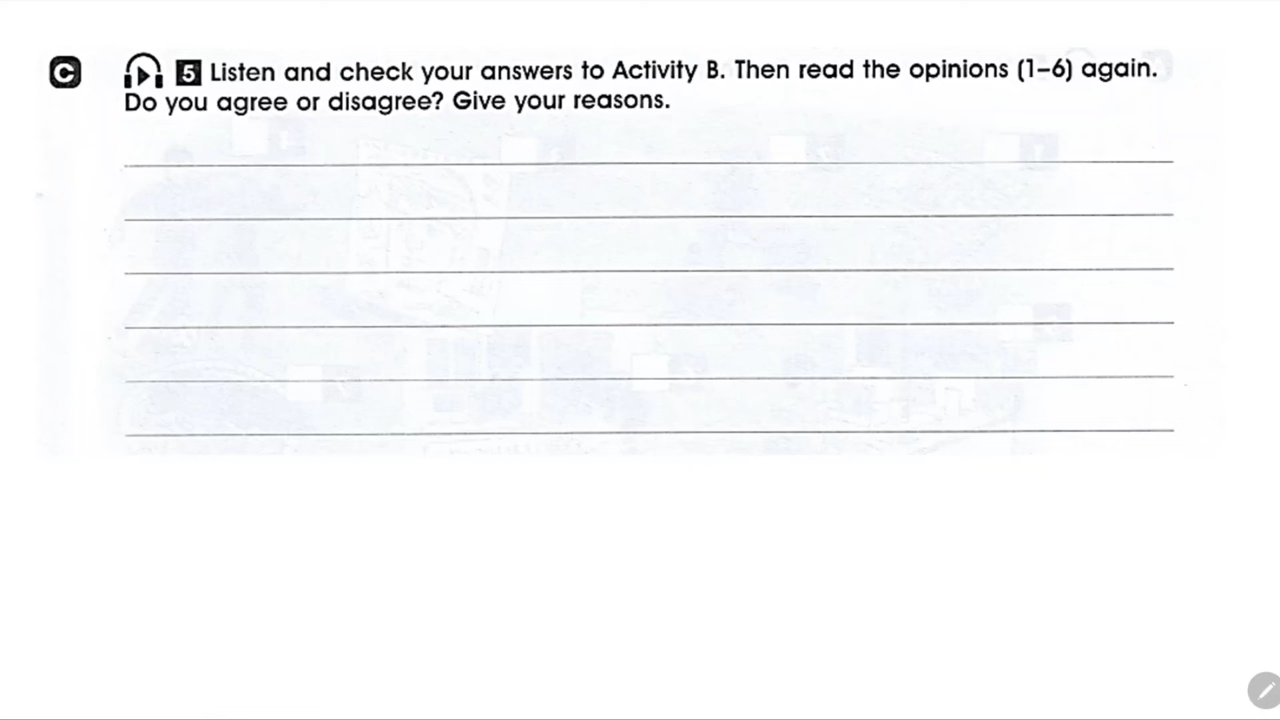 C 5 Listen and check your answers to Activity B. Then read the opinions (1–6) again.
Do you agree or disagree? Give your reasons.